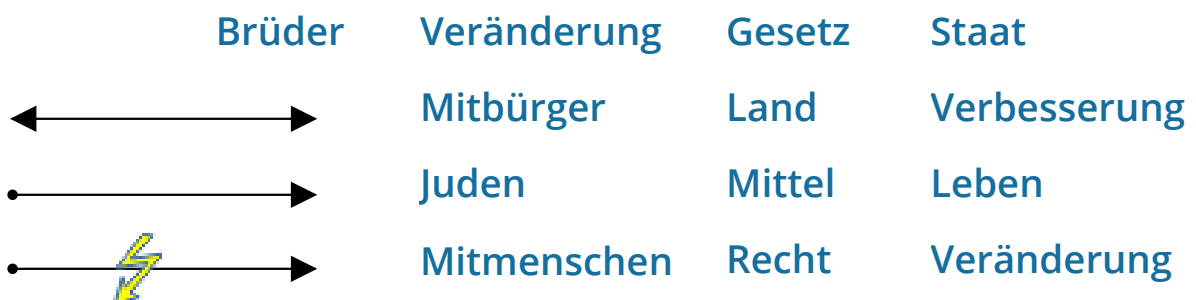 Brüder Veränderung Gesetz Staat
Mitbürger Land Verbesserung
Juden Mittel Leben
Mitmenschen Recht Veränderung